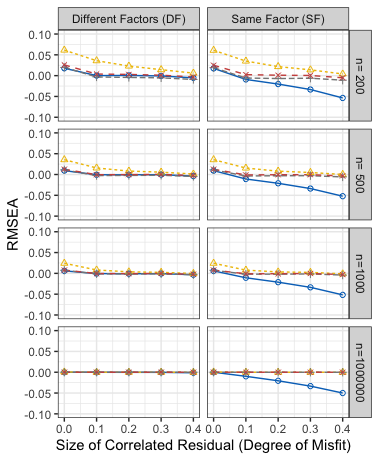 Different Factors (DF) Same Factor (SF)
0.10
0.05
0.00
-0.05
-0.10
n= 200
0.10
0.05
0.00
-0.05
-0.10
n= 500
0.10
0.05
0.00
-0.05
-0.10
n=1000
0.10
0.05
0.00
-0.05
-0.10
n=1000000
RMSEA
0.0 0.1 0.2 0.3 0.4 0.0 0.1 0.2 0.3 0.4
Size of Correlated Residual (Degree of Misfit)